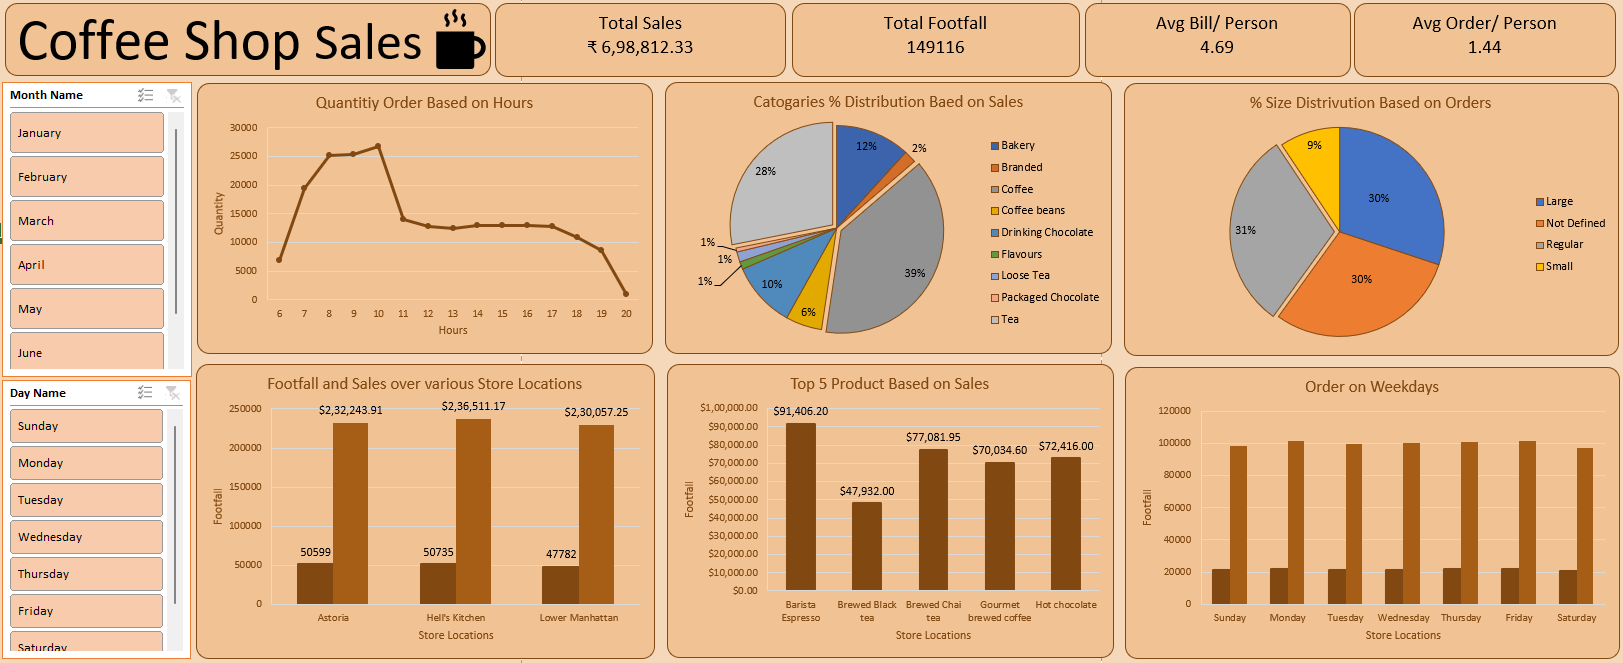 Coffee Shop Sales
Total Sales
₹ 6,98,812.33
Total Footfall
149116
Avg Bill/ Person
4.69
Avg Order/ Person
1.44
Month Name
January
February
March
April
May
June
Day Name
Sunday
Monday
Tuesday
Wednesday
Thursday
Friday
Saturday
Quantitiy Order Based on Hours
Quantity
30000
25000
20000
15000
10000
5000
0
6 7 8 9 10 11 12 13 14 15 16 17 18 19 20
Hours
Catogaries % Distribution Baed on Sales
12%
2%
39%
6%
10%
1%
1%
1%
28%
Bakery
Branded
Coffee
Coffee beans
Drinking Chocolate
Flavours
Loose Tea
Packaged Chocolate
Tea
% Size Distrivution Based on Orders
30%
30%
31%
9%
Large
Not Defined
Regular
Small
Footfall and Sales over various Store Locations
Footfall
250000
200000
150000
100000
50000
0
$2,32,243.91
$2,36,511.17
$2,30,057.25
50599
50735
47782
Astoria
Hell's Kitchen
Lower Manhattan
Store Locations
Top 5 Product Based on Sales
Footfall
$1,00,000.00
$90,000.00
$80,000.00
$70,000.00
$60,000.00
$50,000.00
$40,000.00
$30,000.00
$20,000.00
$10,000.00
$0.00
$91,406.20
$47,932.00
$77,081.95
$70,034.60
$72,416.00
Barista
Espresso
Brewed Black
tea
Brewed Chai
tea
Gourmet
brewed coffee
Hot chocolate
Store Locations
Order on Weekdays
Footfall
120000
100000
80000
60000
40000
20000
0
Sunday
Monday
Tuesday
Wednesday
Thursday
Friday
Saturday
Store Locations